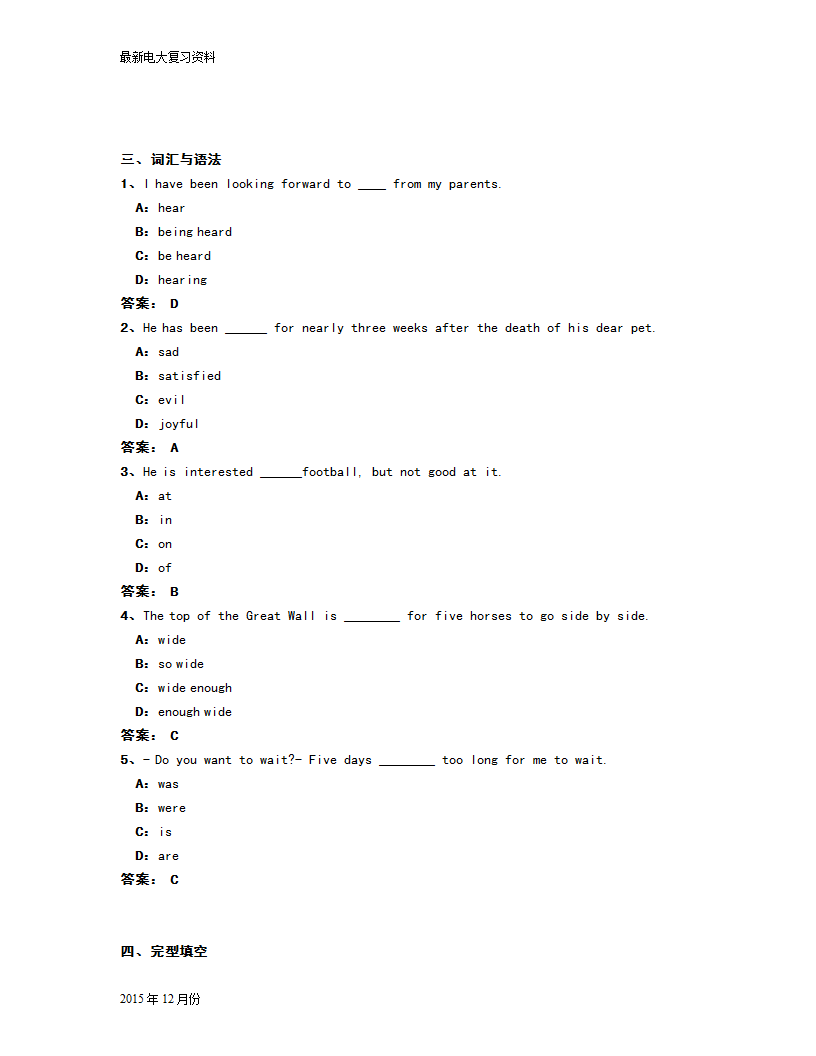 最新电大复习资料
三、词汇与语法
1、I have been looking forward to ____ from my parents.
A：hear
B：being heard
C：be heard
D：hearing
答案： D
2、He has been ______ for nearly three weeks after the death of his dear pet.
A：sad
B：satisfied
C：evil
D：joyful
答案： A
3、He is interested ______football, but not good at it.
A：at
B：in
C：on
D：of
答案： B
4、The top of the Great Wall is ________ for five horses to go side by side.
A：wide
B：so wide
C：wide enough
D：enough wide
答案： C
5、- Do you want to wait?- Five days ________ too long for me to wait.
A：was
B：were
C：is
D：are
答案： C
四、完型填空
2015 年 12 月份